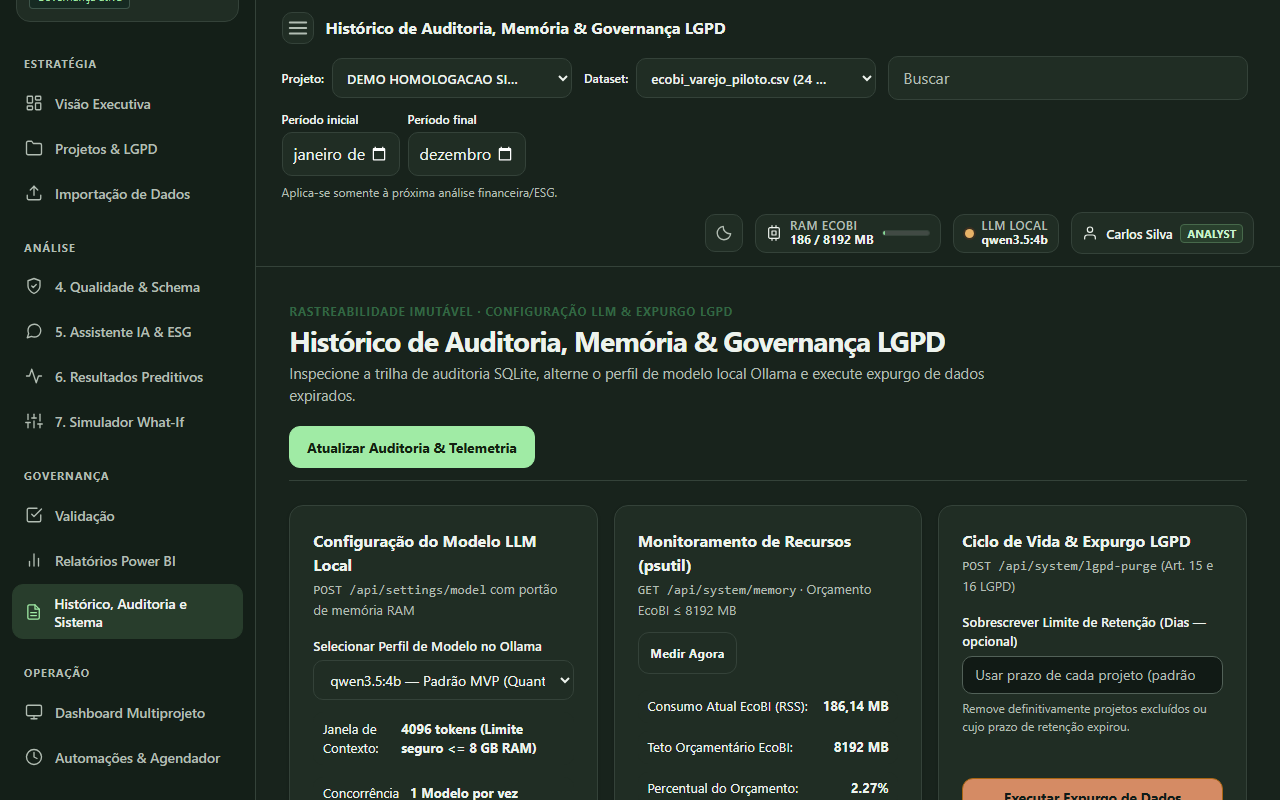 ESTRATÉGIA
Visão Executiva
Projetos & LGPD
Importação de Dados
ANÁLISE
4. Qualidade & Schema
5. Assistente IA & ESG
6. Resultados Preditivos
7. Simulador What-If
GOVERNANÇA
Validação
Relatórios Power BI
Histórico, Auditoria e
Sistema
OPERAÇÃO
Dashboard Multiprojeto
Automações & Agendador
Histórico de Auditoria, Memória & Governança LGPD
Projeto: DEMO HOMOLOGACAO SI... Dataset: ecobi_varejo_piloto.csv (24 ... Buscar
Período inicial Período final
janeiro de dezembro
Aplica-se somente à próxima análise financeira/ESG.
RAM ECOBI
186 / 8192 MB
LLM LOCAL
qwen3.5:4b
Carlos Silva ANALYST
RASTREABILIDADE IMUTÁVEL · CONFIGURAÇÃO LLM & EXPURGO LGPD
Histórico de Auditoria, Memória & Governança LGPD
Inspecione a trilha de auditoria SQLite, alterne o perfil de modelo local Ollama e execute expurgo de dados
expirados.
Atualizar Auditoria & Telemetria
Configuração do Modelo LLM
Local
POST /api/settings/model com portão
de memória RAM
Selecionar Perfil de Modelo no Ollama
qwen3.5:4b — Padrão MVP (Quant
Janela de
Contexto:
4096 tokens (Limite
seguro <= 8 GB RAM)
Concorrência 1 Modelo por vez
Monitoramento de Recursos
(psutil)
GET /api/system/memory · Orçamento
EcoBI ≤ 8192 MB
Medir Agora
Consumo Atual EcoBI (RSS): 186,14 MB
Teto Orçamentário EcoBI: 8192 MB
Percentual do Orçamento: 2.27%
Ciclo de Vida & Expurgo LGPD
POST /api/system/lgpd-purge (Art. 15 e
16 LGPD)
Sobrescrever Limite de Retenção (Dias —
opcional)
Usar prazo de cada projeto (padrão
Remove definitivamente projetos excluídos ou
cujo prazo de retenção expirou.
Executar Expurgo de Dados